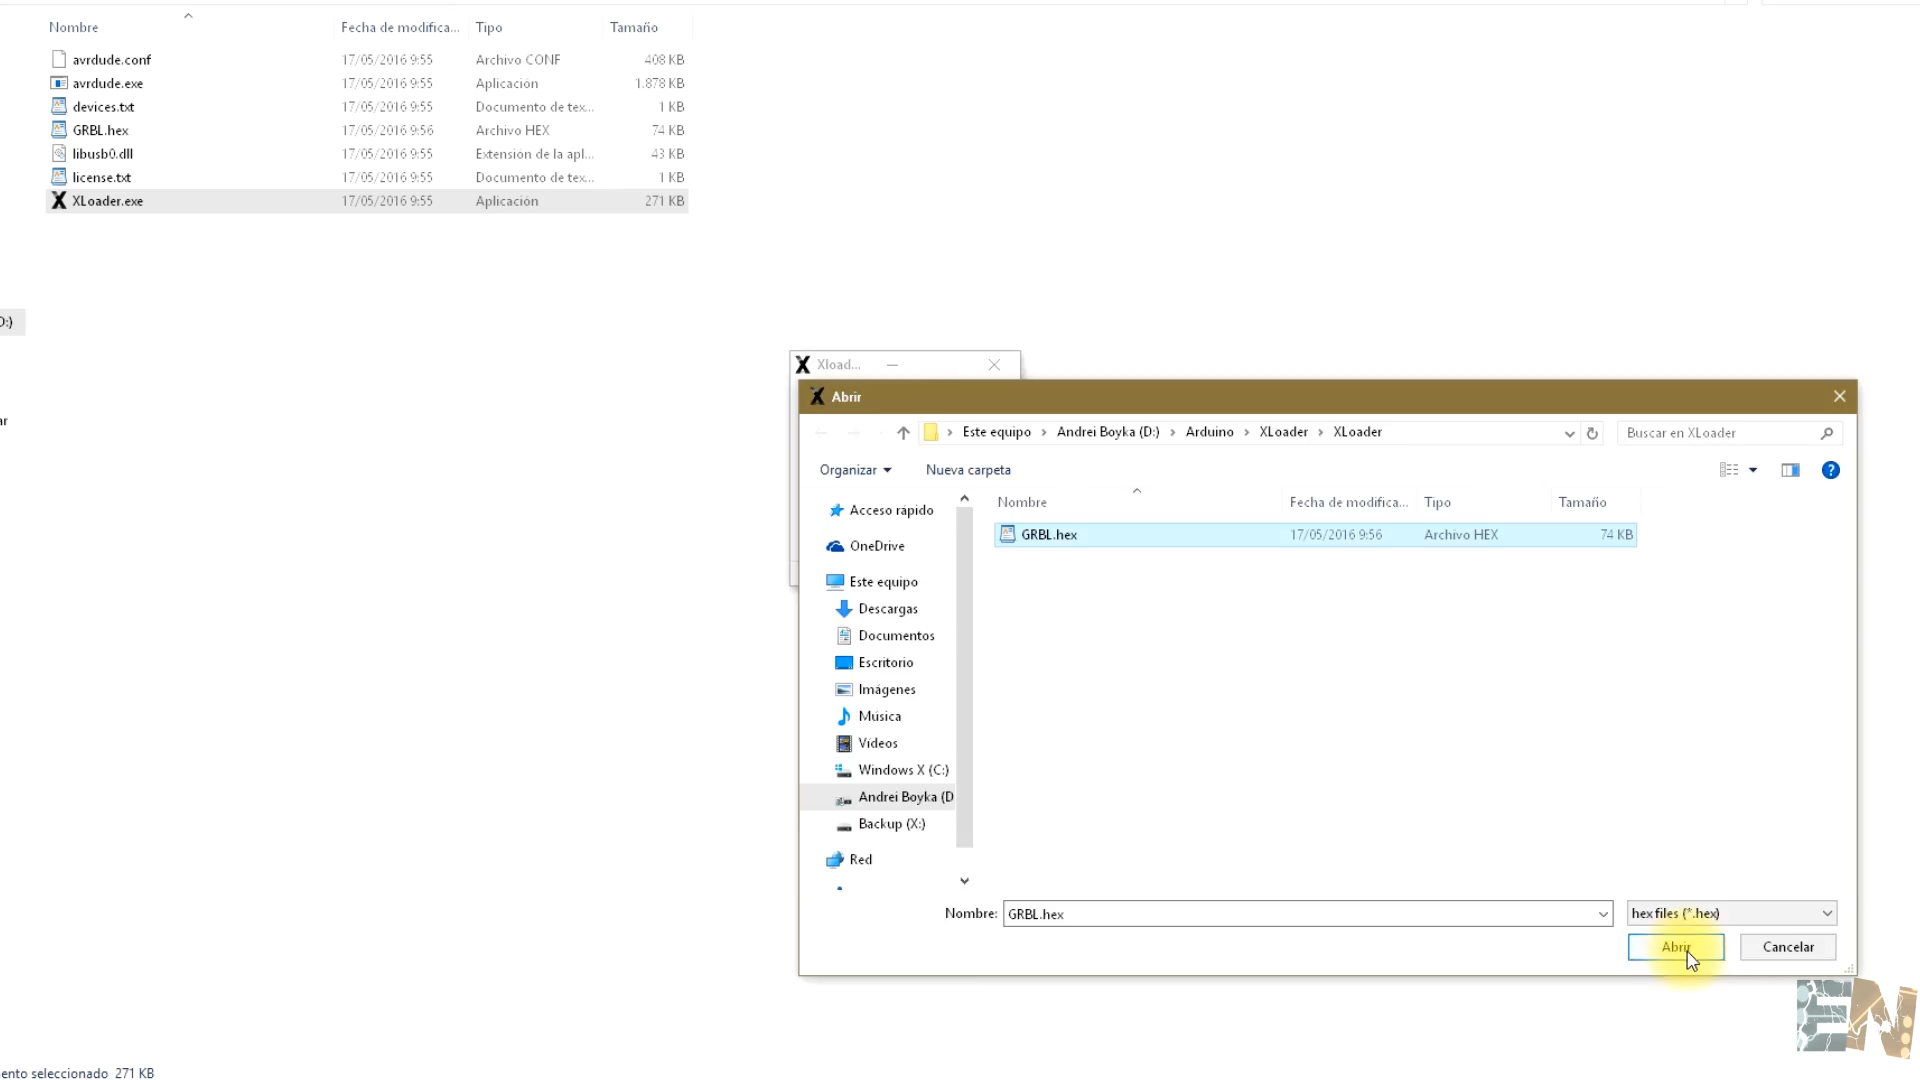 Nombre Fecha de modifica... Tipo Tamaño
avrdude.conf 17/05/2016 9:55 Archivo CONF 408 KB
avrdude.exe 17/05/2016 9:55 Aplicación 1.878 KB
devices.txt 17/05/2016 9:55 Documento de tex... 1 KB
GRBL.hex 17/05/2016 9:56 Archivo HEX 74 KB
libusb0.dll 17/05/2016 9:55 Extensión de la apl... 43 KB
license.txt 17/05/2016 9:55 Documento de tex... 1 KB
XLoader.exe 17/05/2016 9:55 Aplicación 271 KB
D:)
ar
Xload...
Abrir
Este equipo › Andrei Boyka (D:) › Arduino › XLoader › XLoader
Buscar en XLoader
Organizar Nueva carpeta
Nombre Fecha de modifica... Tipo Tamaño
GRBL.hex 17/05/2016 9:56 Archivo HEX 74 KB
Acceso rápido
OneDrive
Este equipo
Descargas
Documentos
Escritorio
Imágenes
Música
Vídeos
Windows X (C:)
Andrei Boyka (D
Backup (X:)
Red
Nombre: GRBL.hex hex files (*.hex)
Abrir Cancelar
EN
ento seleccionado 271 KB